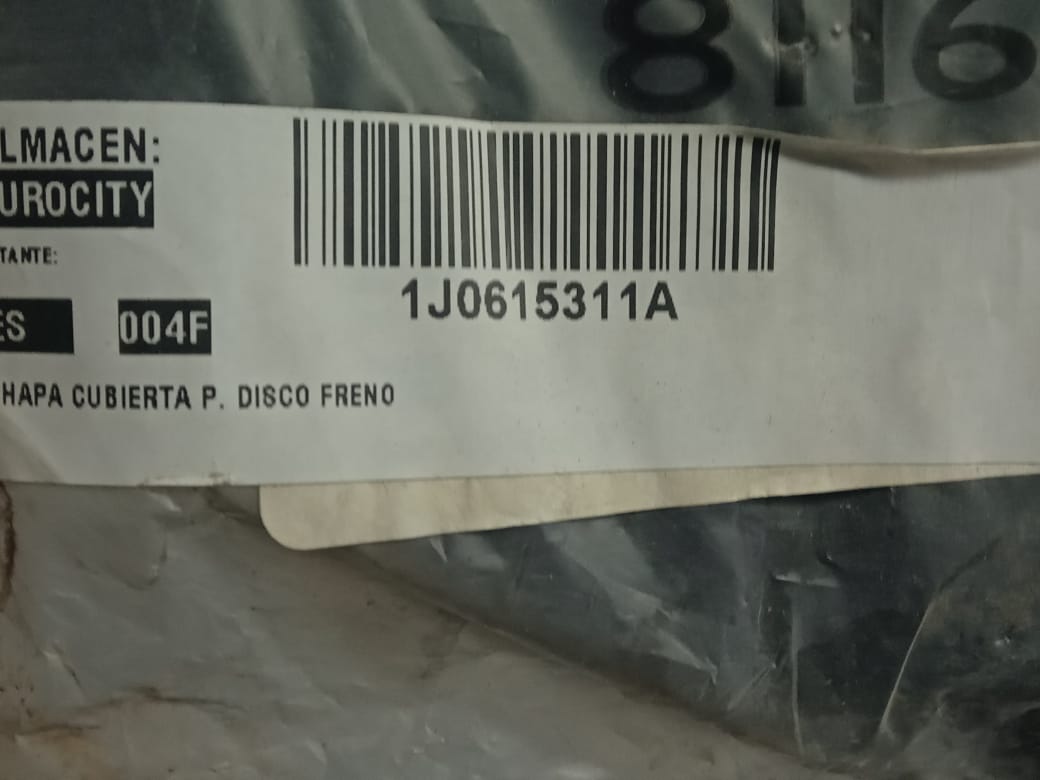 8116
LMACEN:
UROCITY
TANTE:
ES 004F
1J0615311A
HAPA CUBIERTA P. DISCO FRENO